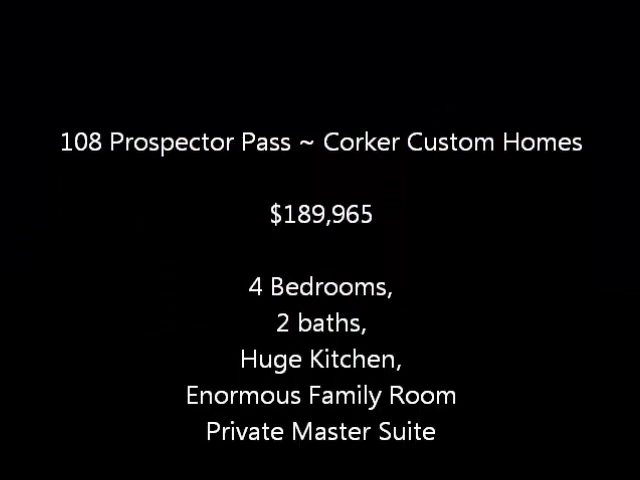 108 Prospector Pass ~ Corker Custom Homes
$189,965
4 Bedrooms,
2 baths,
Huge Kitchen,
Enormous Family Room
Private Master Suite